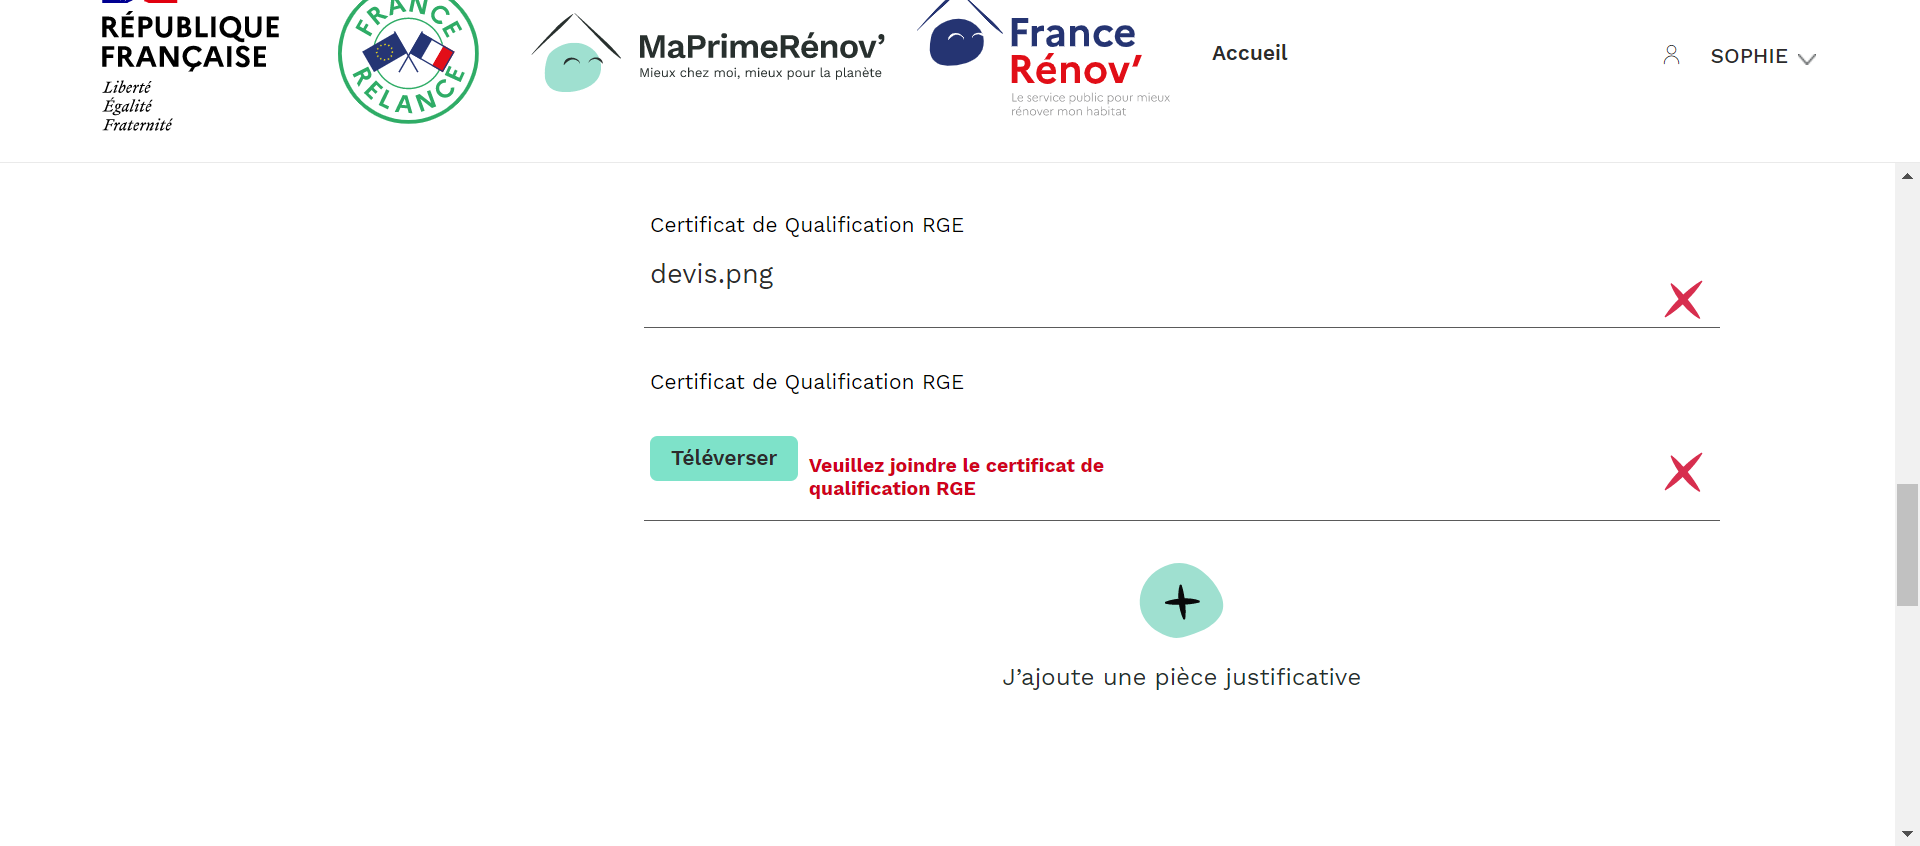 RÉPUBLIQUE
FRANÇAISE
Liberté
Égalité
Fraternité
FRANCE
RELANCE
MaPrimeRénov’
Mieux chez moi, mieux pour la planète
France
Rénov’
Le service public pour mieux
rénover mon habitat
Accueil
SOPHIE
Certificat de Qualification RGE
devis.png
Certificat de Qualification RGE
Téléverser
Veuillez joindre le certificat de
qualification RGE
J’ajoute une pièce justificative